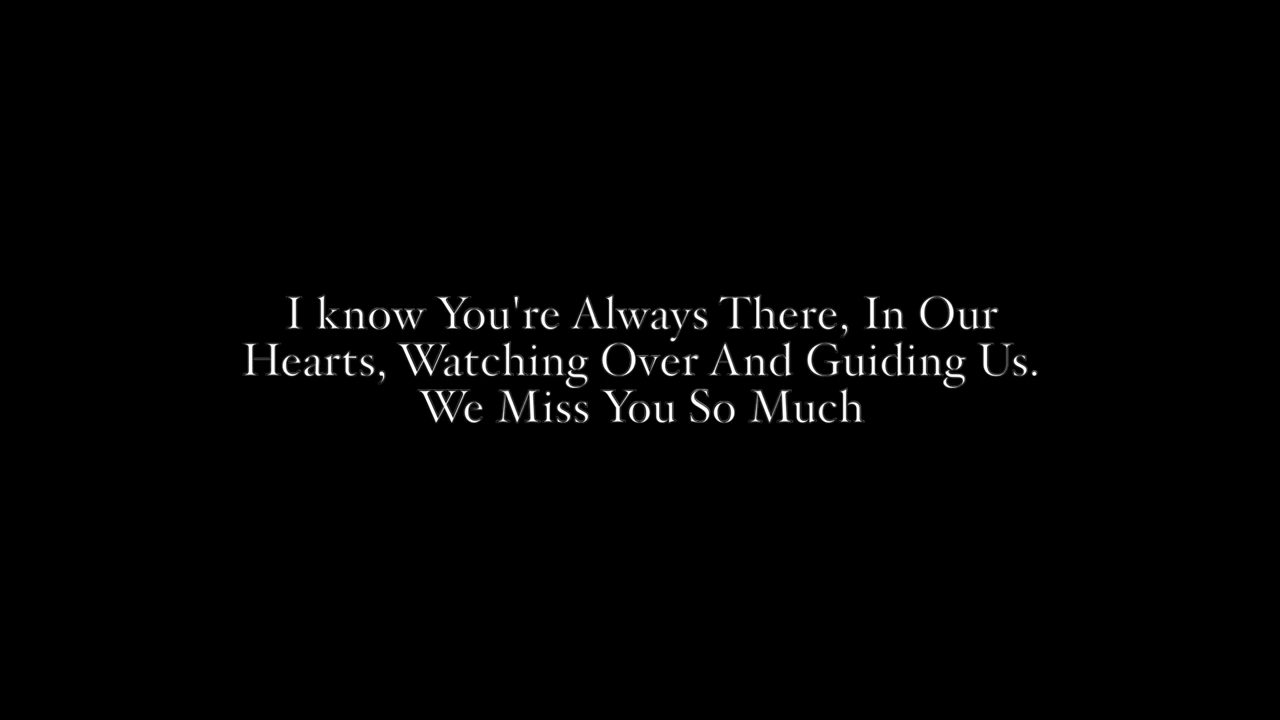 I know You're Always There, In Our
Hearts, Watching Over And Guiding Us.
We Miss You So Much